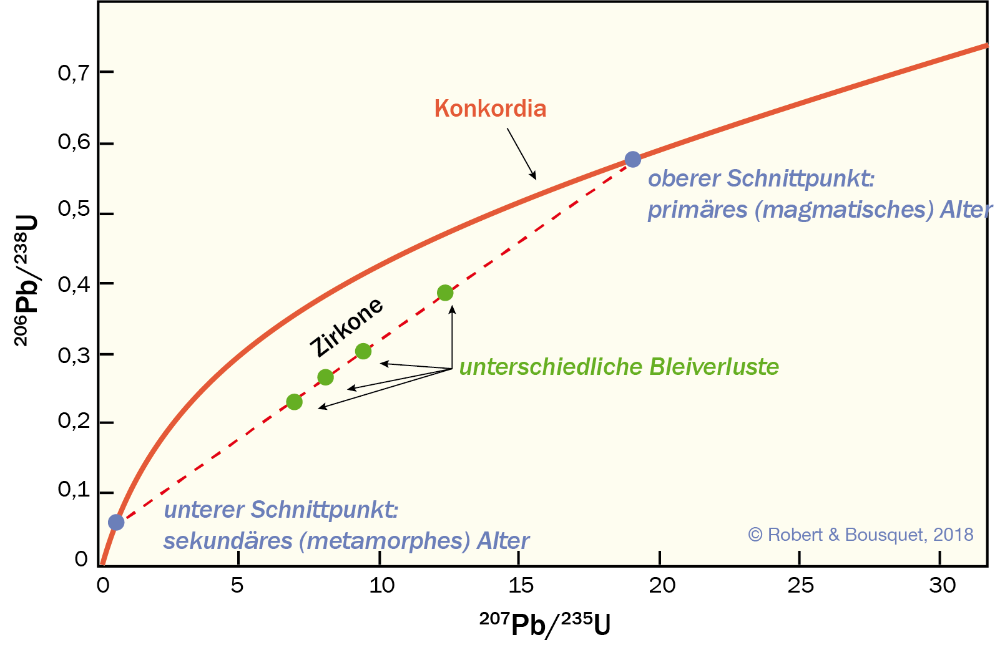 0,7
0,6
0,5
0,4
0,3
0,2
0,1
0
²⁰⁶Pb/²³⁸U
Konkordia
oberer Schnittpunkt:
primäres (magmatisches) Alter
Zirkone
unterschiedliche Bleiverluste
unterer Schnittpunkt:
sekundäres (metamorphes) Alter
© Robert & Bousquet, 2018
0 5 10 15 20 25 30
²⁰⁷Pb/²³⁵U